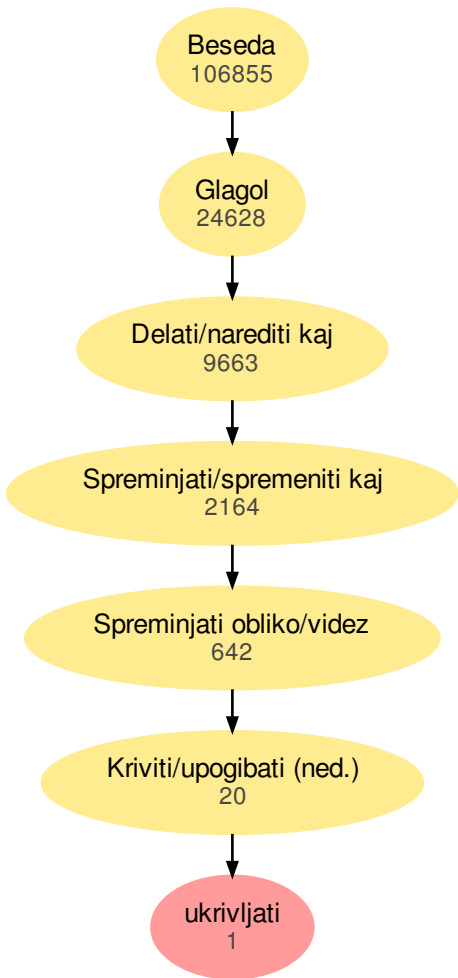 Beseda
106855
Glagol
24628
Delati/narediti kaj
9663
Spreminjati/spremeniti kaj
2164
Spreminjati obliko/videz
642
Kriviti/upogibati (ned.)
20
ukrivljati
1